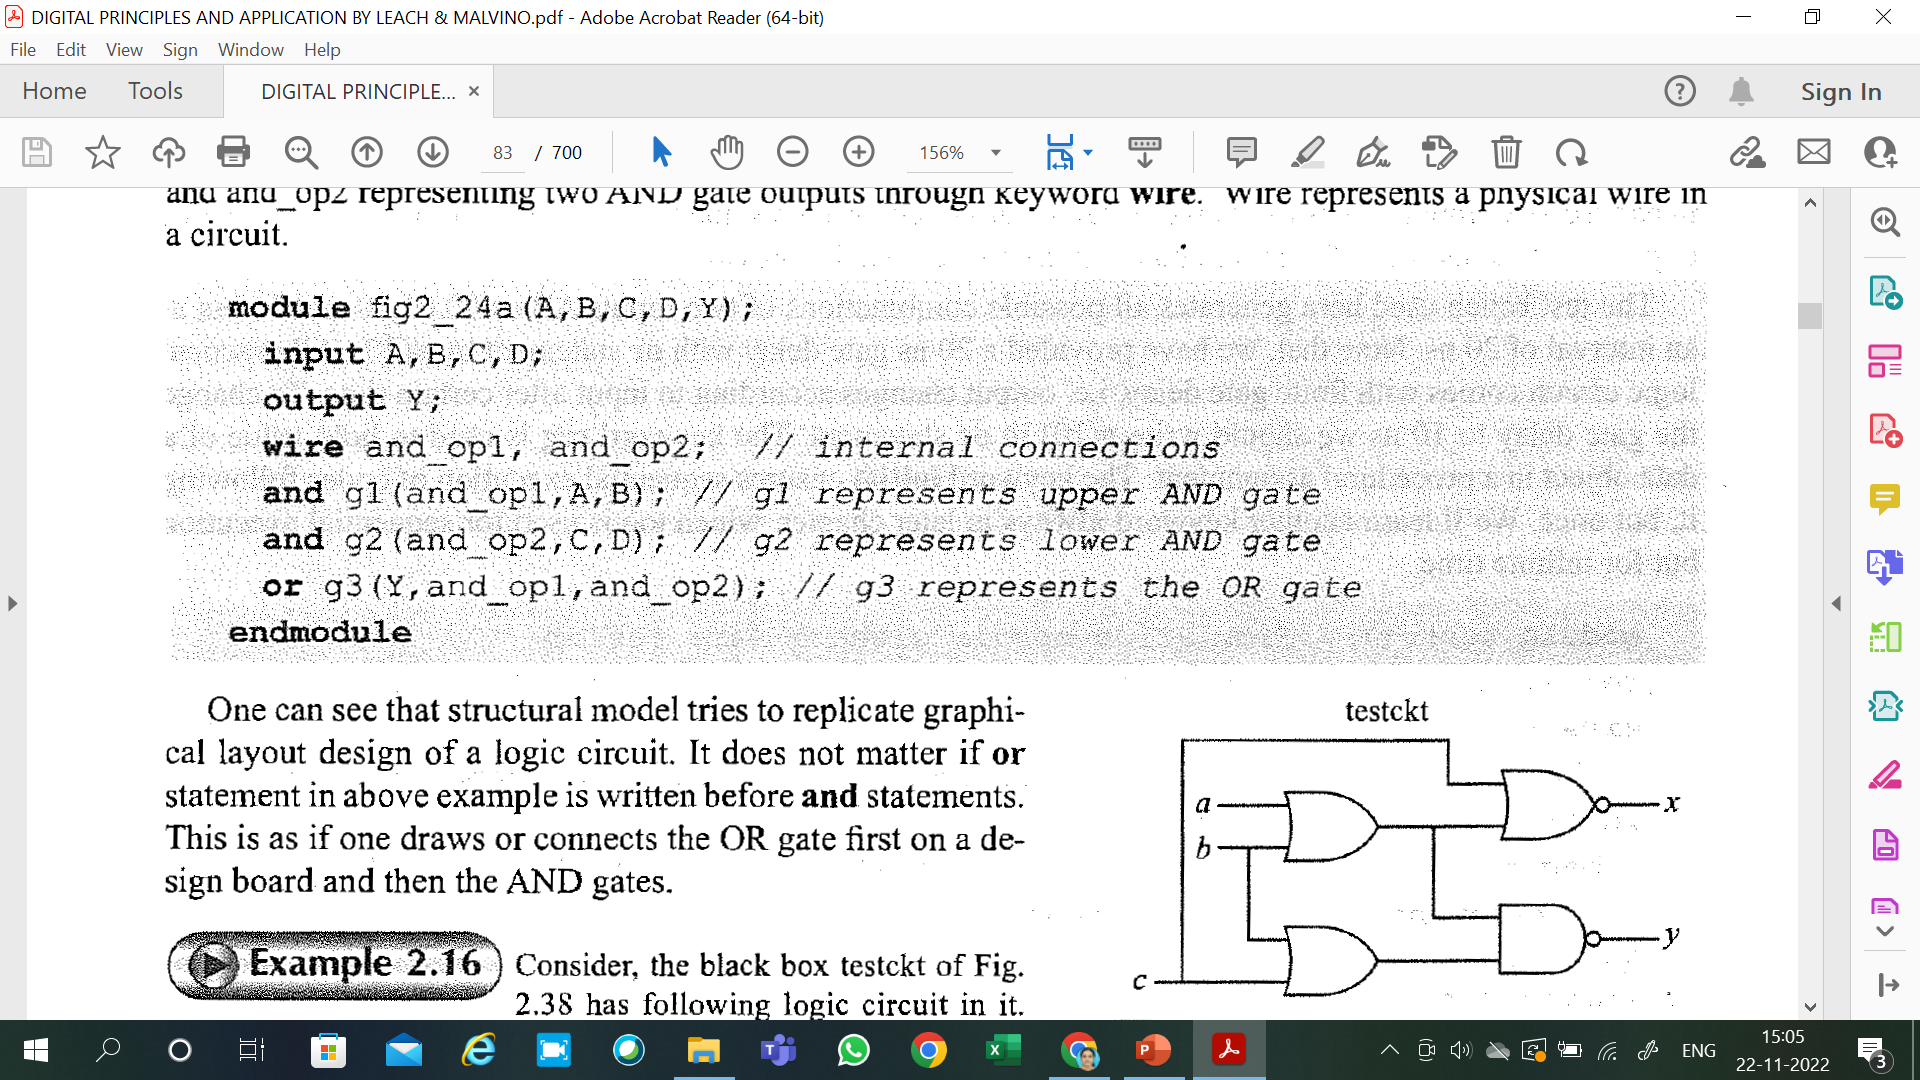 DIGITAL PRINCIPLES AND APPLICATION BY LEACH & MALVINO.pdf - Adobe Acrobat Reader (64-bit)
File Edit View Sign Window Help
Home Tools DIGITAL PRINCIPLE... × Sign In
83 / 700 156%
and and_op2 representing two AND gate outputs through keyword wire. Wire represents a physical wire in
a circuit.
module fig2_24a(A,B,C,D,Y);
input A,B,C,D;
output Y;
wire and_op1, and_op2; // internal connections
and g1(and_op1,A,B); // g1 represents upper AND gate
and g2(and_op2,C,D); // g2 represents lower AND gate
or g3(Y,and_op1,and_op2); // g3 represents the OR gate
endmodule
One can see that structural model tries to replicate graphi-
cal layout design of a logic circuit. It does not matter if or
statement in above example is written before and statements.
This is as if one draws or connects the OR gate first on a de-
sign board and then the AND gates.
testckt
a
b
c
x
y
Example 2.16 Consider, the black box testckt of Fig.
2.38 has following logic circuit in it.
ENG
15:05
22-11-2022
3